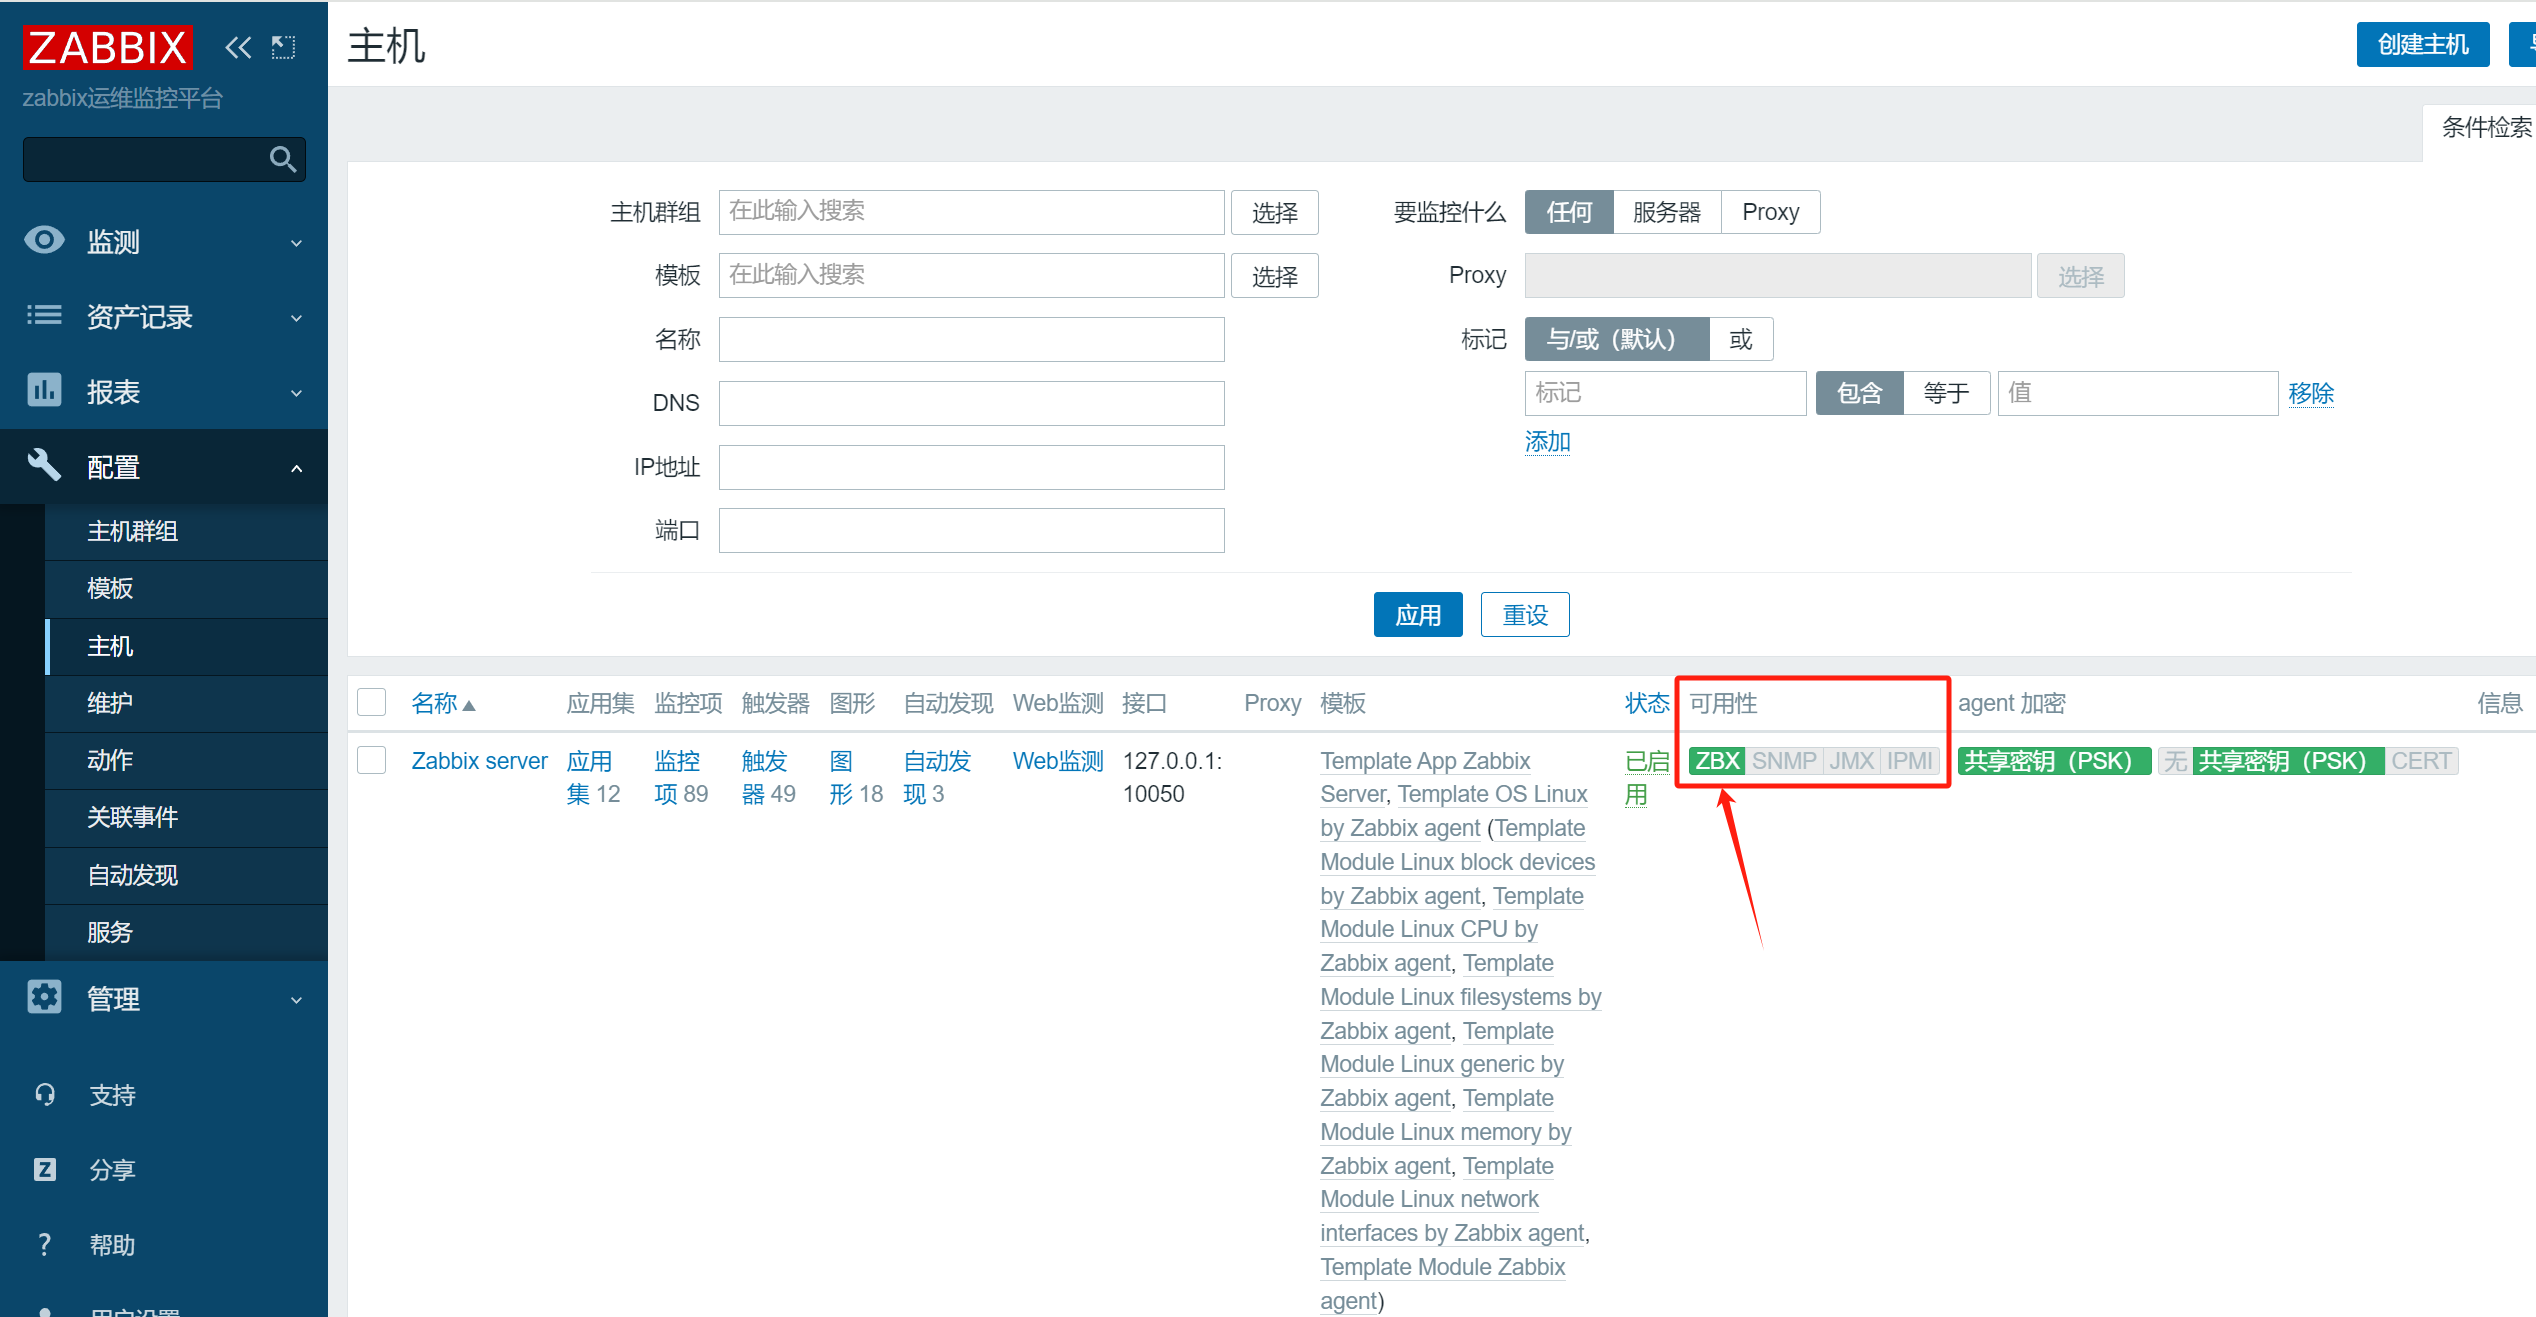 ZABBIX
zabbix运维监控平台
监测
资产记录
报表
配置
主机群组
模板
主机
维护
动作
关联事件
自动发现
服务
管理
支持
分享
帮助
用户设置
主机
创建主机
条件检索
主机群组 在此输入搜索 选择
模板 在此输入搜索 选择
名称
DNS
IP地址
端口
要监控什么 任何 服务器 Proxy
Proxy 选择
标记 与/或（默认） 或
标记 包含 等于 值 移除
添加
应用 重设
名称 应用集 监控项 触发器 图形 自动发现 Web监测 接口 Proxy 模板 状态 可用性 agent 加密 信息
Zabbix server
应用
集 12
监控
项 89
触发
器 49
图
形 18
自动发
现 3
Web监测
127.0.0.1:
10050
Template App Zabbix
Server, Template OS Linux
by Zabbix agent (Template
Module Linux block devices
by Zabbix agent, Template
Module Linux CPU by
Zabbix agent, Template
Module Linux filesystems by
Zabbix agent, Template
Module Linux generic by
Zabbix agent, Template
Module Linux memory by
Zabbix agent, Template
Module Linux network
interfaces by Zabbix agent,
Template Module Zabbix
agent)
已启
用
ZBX SNMP JMX IPMI
共享密钥（PSK） 无 共享密钥（PSK） CERT